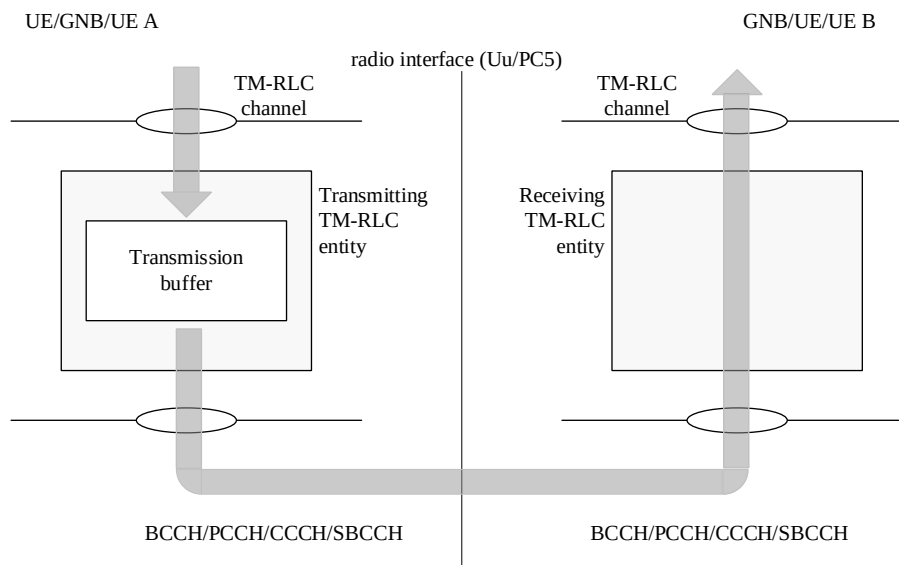 UE/GNB/UE A
GNB/UE/UE B
radio interface (Uu/PC5)
TM-RLC
channel
TM-RLC
channel
Transmitting
TM-RLC
entity
Receiving
TM-RLC
entity
Transmission
buffer
BCCH/PCCH/CCCH/SBCCH
BCCH/PCCH/CCCH/SBCCH